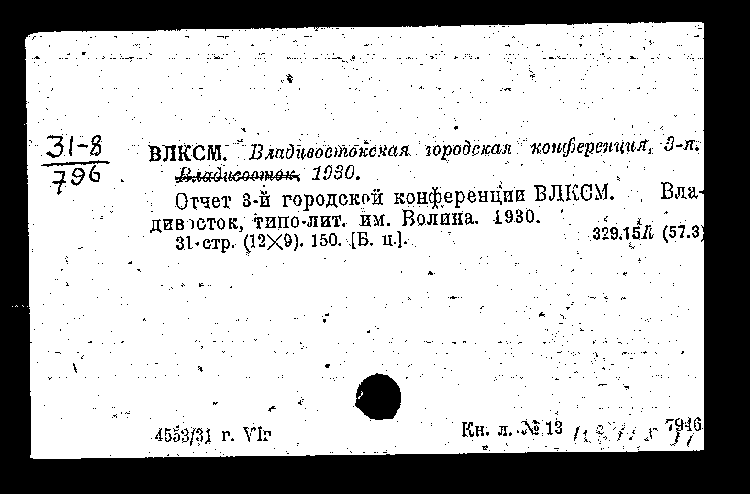 31-8
796
ВЛКСМ. Владивостокская городская конференция, 3-я.
Владивосток, 1930.
Отчет 3-й городской конференции ВЛКСМ. Вла-
дивосток, типо-лит. им. Волина. 1930.
31 стр. (12×9). 150. [Б. ц.].
329.15А (57.3)
4553/31 г. VIг
Кн. л. № 13
7946